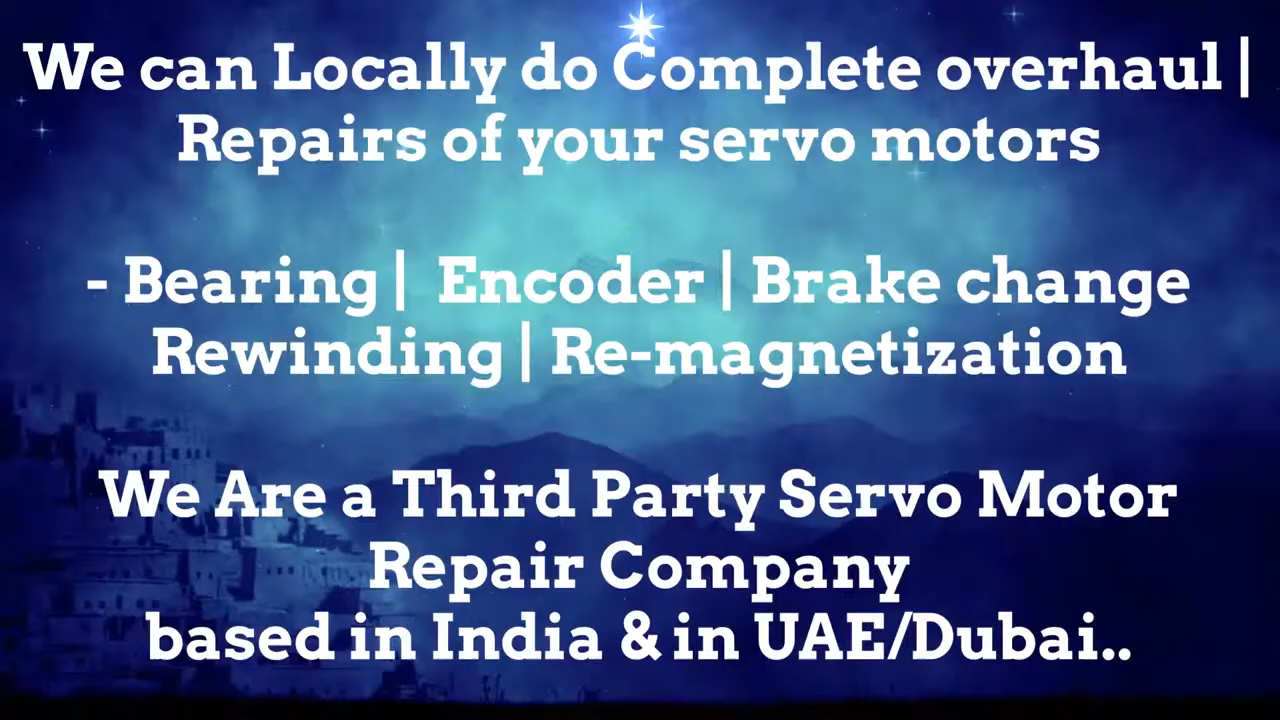 We can Locally do Complete overhaul |
Repairs of your servo motors
- Bearing | Encoder | Brake change
Rewinding | Re-magnetization
We Are a Third Party Servo Motor
Repair Company
based in India & in UAE/Dubai..